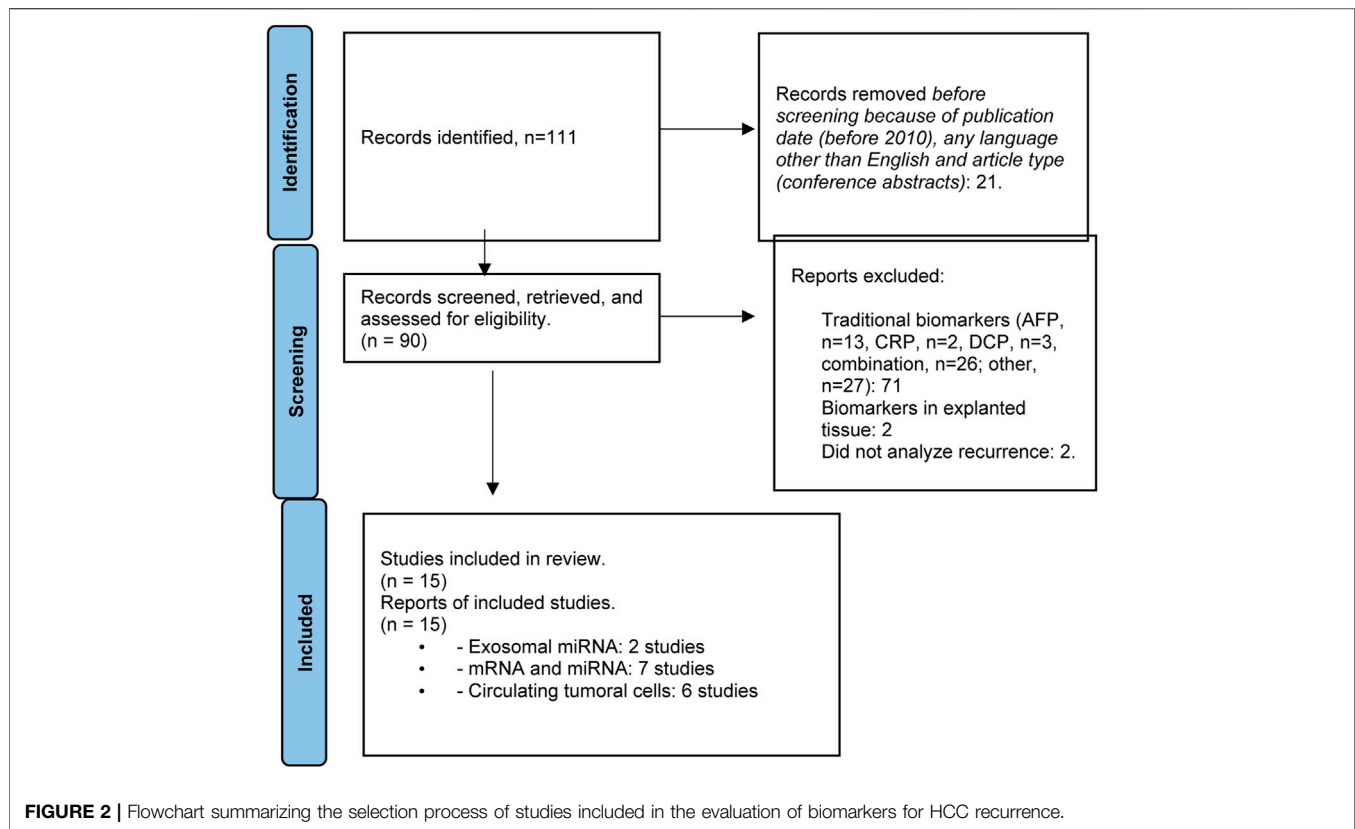 Identification
Records identified, n=111
Records removed before
screening because of publication
date (before 2010), any language
other than English and article type
(conference abstracts): 21.
Screening
Records screened, retrieved, and
assessed for eligibility.
(n = 90)
Reports excluded:
Traditional biomarkers (AFP,
n=13, CRP, n=2, DCP, n=3,
combination, n=26; other,
n=27): 71
Biomarkers in explanted
tissue: 2
Did not analyze recurrence: 2.
Included
Studies included in review.
(n = 15)
Reports of included studies.
(n = 15)
• - Exosomal miRNA: 2 studies
• - mRNA and miRNA: 7 studies
• - Circulating tumoral cells: 6 studies
FIGURE 2 | Flowchart summarizing the selection process of studies included in the evaluation of biomarkers for HCC recurrence.